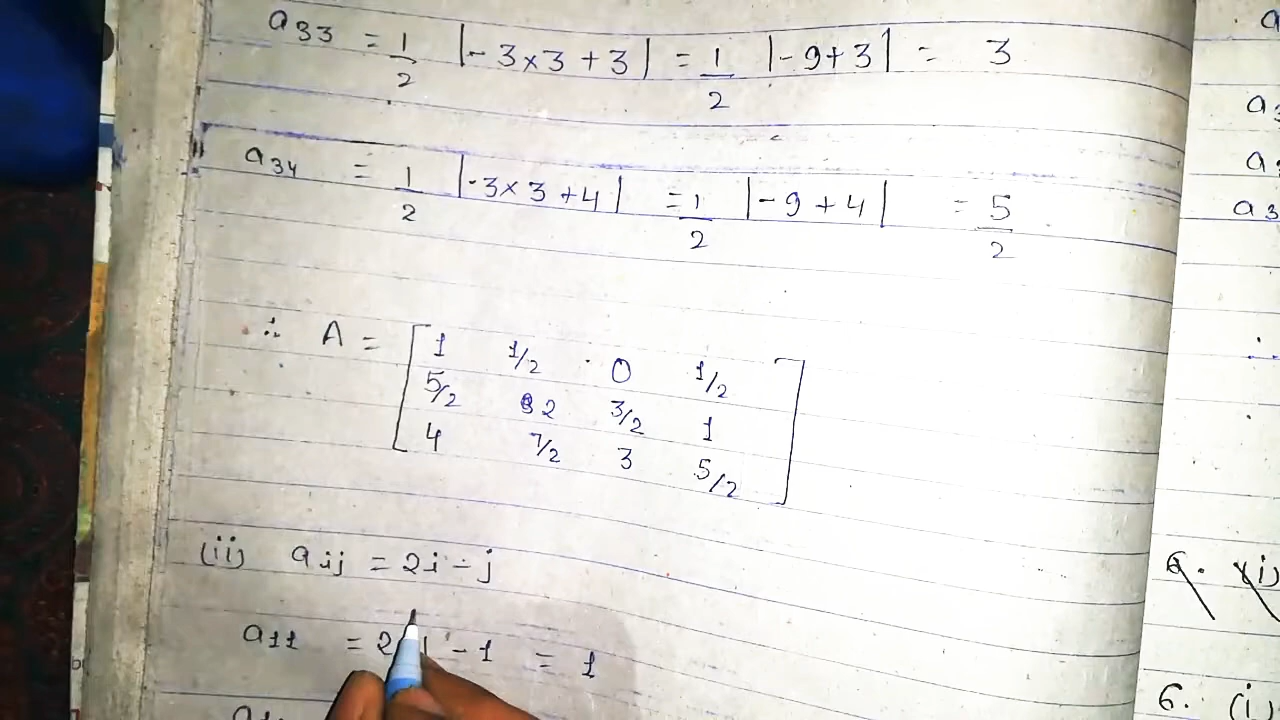 a33 = 1/2 |-3×3+3| = 1/2 |-9+3| = 3
a34 = 1/2 |-3×3+4| = 1/2 |-9+4| = 5/2
∴ A = [ 1 1/2 0 1/2
5/2 2 3/2 1
4 7/2 3 5/2 ]
(ii) aij = 2i - j
a11 = 2 1 - 1 = 1
6. (i)
6. (i)